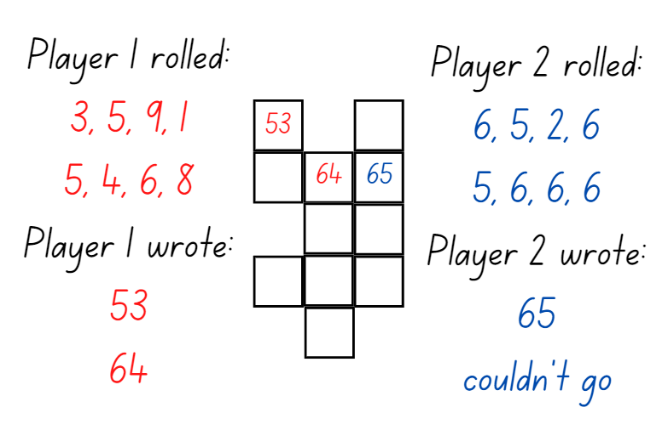 Player 1 rolled:
3, 5, 9, 1
5, 4, 6, 8
Player 1 wrote:
53
64
53
64 65
Player 2 rolled:
6, 5, 2, 6
5, 6, 6, 6
Player 2 wrote:
65
couldn't go